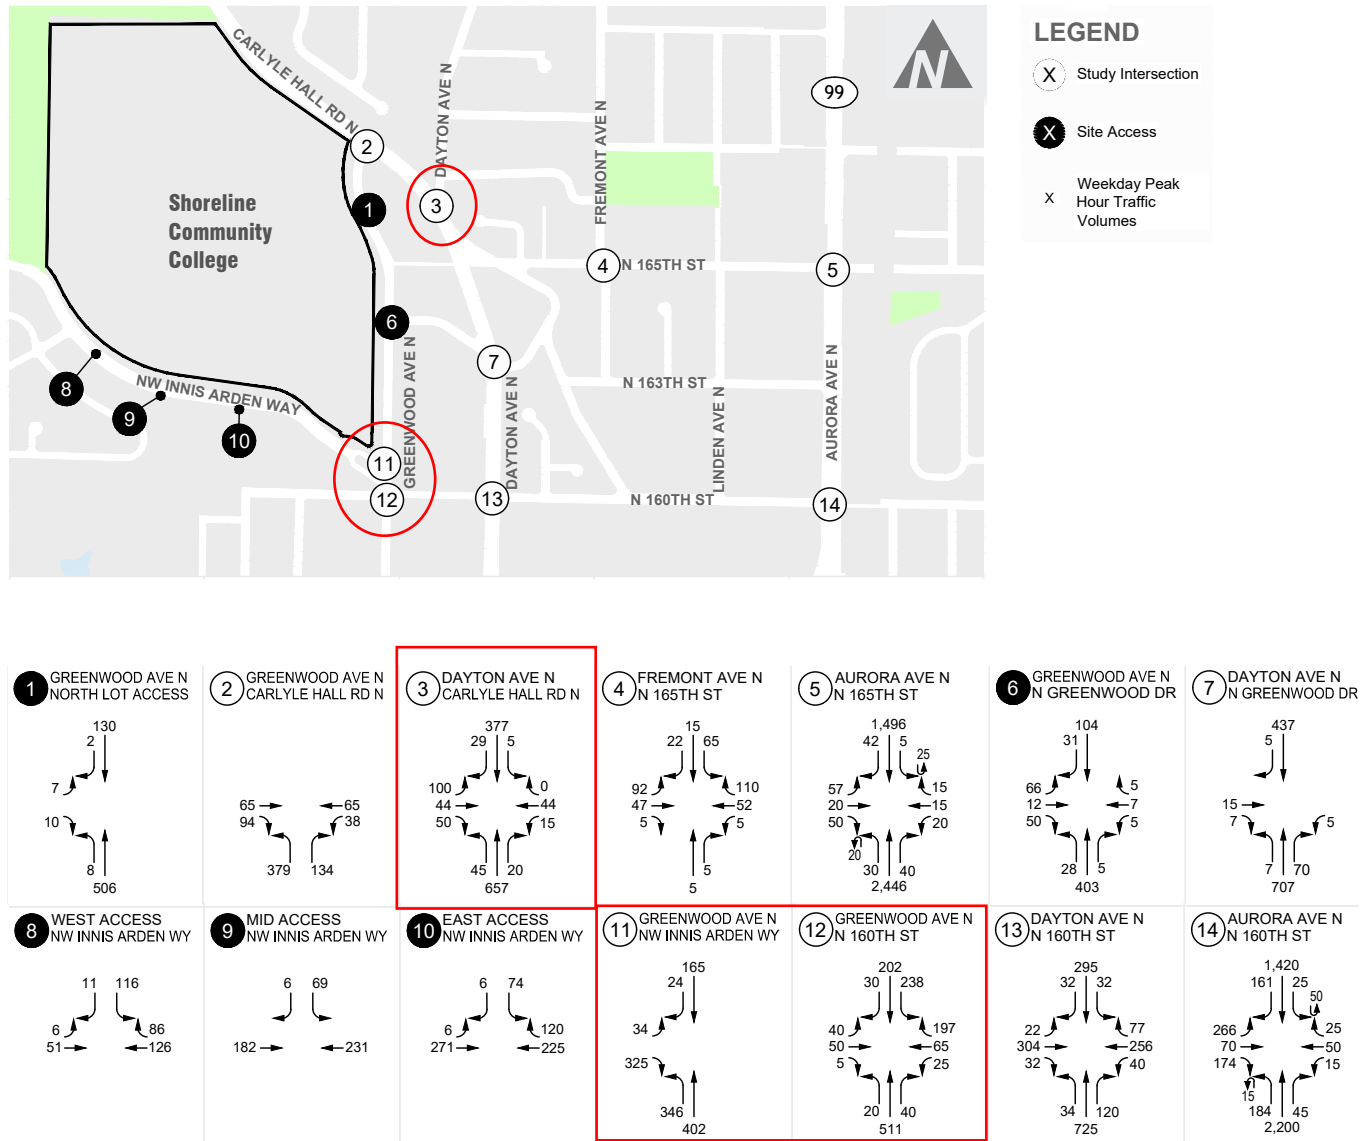 CARLYLE HALL RD N
DAYTON AVE N
FREMONT AVE N
99
N
LEGEND
X Study Intersection
X Site Access
x Weekday Peak
Hour Traffic
Volumes
2
1
3
Shoreline
Community
College
4
N 165TH ST
5
6
7
GREENWOOD AVE N
DAYTON AVE N
N 163TH ST
LINDEN AVE N
AURORA AVE N
8
9
10
NW INNIS ARDEN WAY
11
12
13
N 160TH ST
14
1 GREENWOOD AVE N
NORTH LOT ACCESS
130
2
7
10
8
506
2 GREENWOOD AVE N
CARLYLE HALL RD N
65 65
94 38
379 134
3 DAYTON AVE N
CARLYLE HALL RD N
377
29 5
100 0
44 44
50 15
45 20
657
4 FREMONT AVE N
N 165TH ST
15
22 65
92 110
47 52
5 5
5
5
5 AURORA AVE N
N 165TH ST
1,496
42 5
25
57 15
20 15
50 20
20
30 40
2,446
6 GREENWOOD AVE N
N GREENWOOD DR
104
31
66 5
12 7
50 5
28 5
403
7 DAYTON AVE N
N GREENWOOD DR
437
5
15
7 5
7 70
707
8 WEST ACCESS
NW INNIS ARDEN WY
11 116
6 86
51 126
9 MID ACCESS
NW INNIS ARDEN WY
6 69
182 231
10 EAST ACCESS
NW INNIS ARDEN WY
6 74
6 120
271 225
11 GREENWOOD AVE N
NW INNIS ARDEN WY
165
24
34
325
346
402
12 GREENWOOD AVE N
N 160TH ST
202
30 238
40 197
50 65
5 25
20 40
511
13 DAYTON AVE N
N 160TH ST
295
32 32
22 77
304 256
32 40
34 120
725
14 AURORA AVE N
N 160TH ST
1,420
161 25
50
266 25
70 50
174 15
15
184 45
2,200